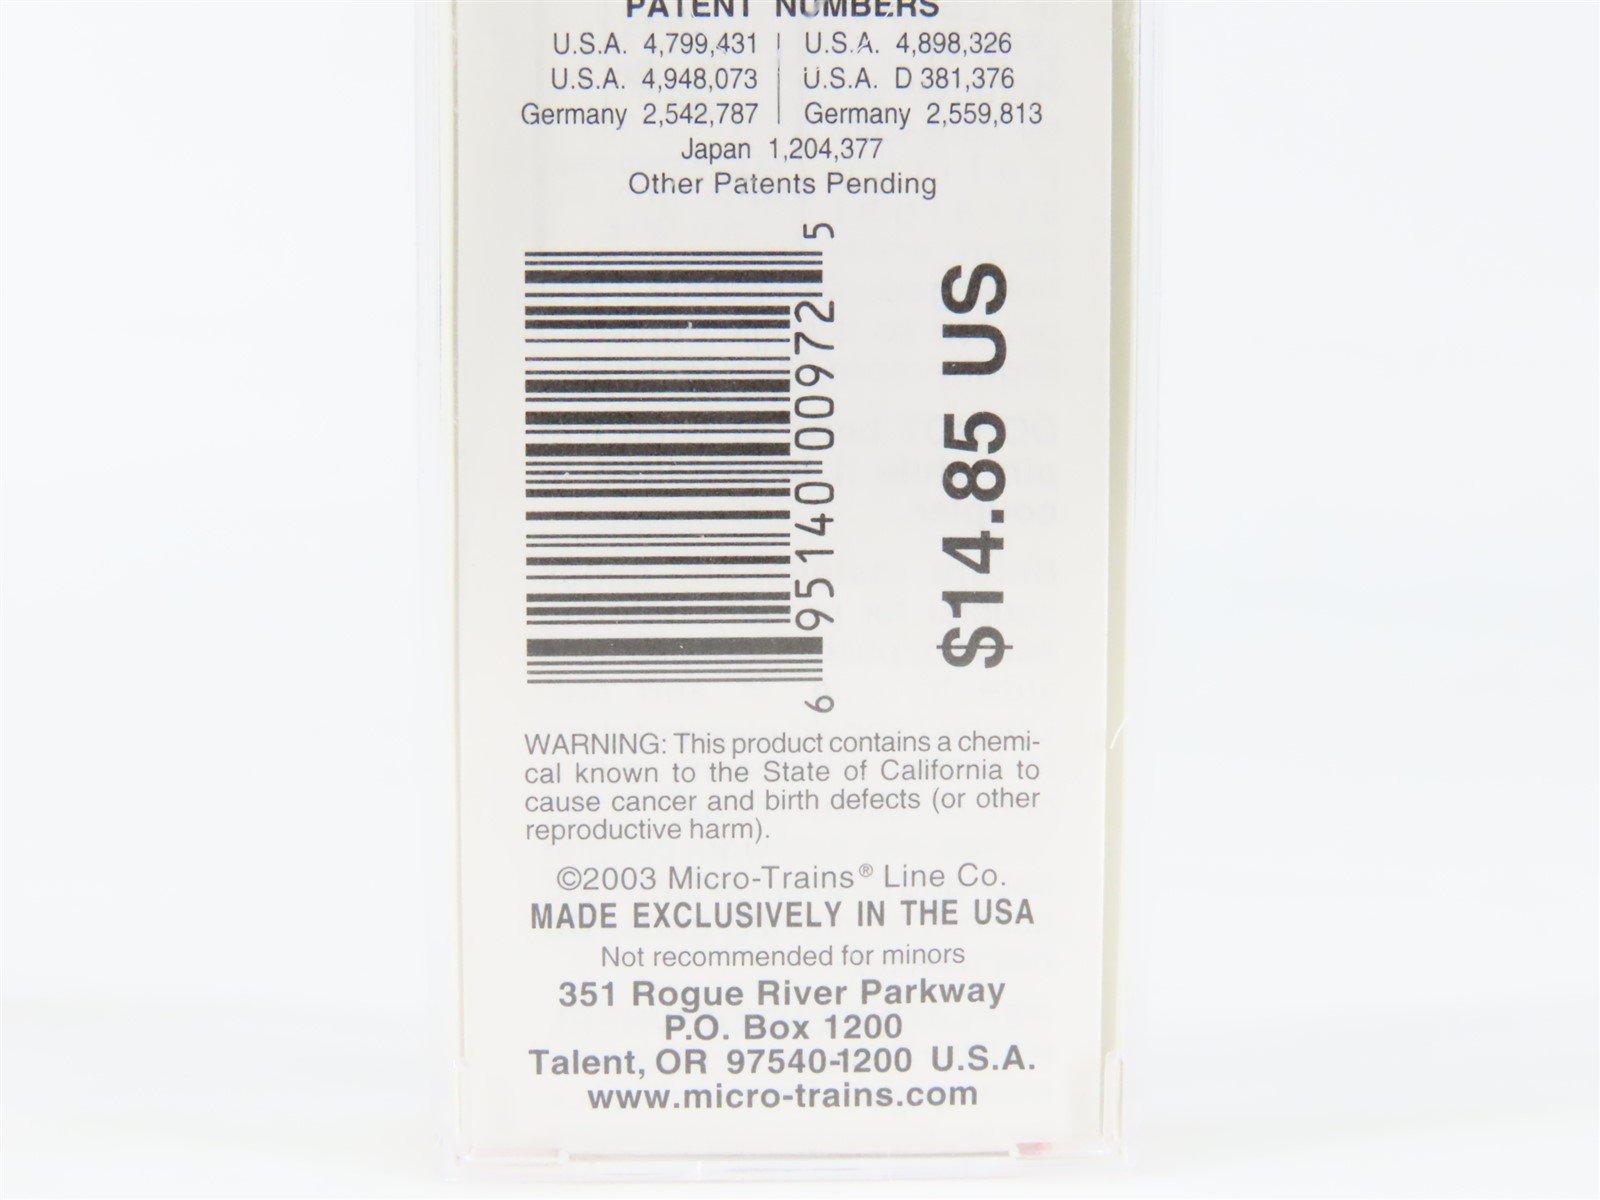 PATENT NUMBERS
U.S.A. 4,799,431 | U.S.A. 4,898,326
U.S.A. 4,948,073 | U.S.A. D 381,376
Germany 2,542,787 | Germany 2,559,813
Japan 1,204,377
Other Patents Pending
6 95140 00972 5
$14.85 US
WARNING: This product contains a chemi-
cal known to the State of California to
cause cancer and birth defects (or other
reproductive harm).
©2003 Micro-Trains® Line Co.
MADE EXCLUSIVELY IN THE USA
Not recommended for minors
351 Rogue River Parkway
P.O. Box 1200
Talent, OR 97540-1200 U.S.A.
www.micro-trains.com